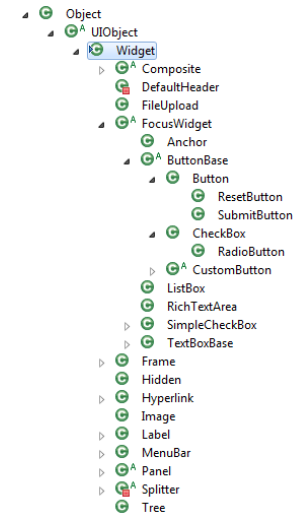 Object
A UIObject
Widget
A Composite
DefaultHeader
FileUpload
A FocusWidget
Anchor
A ButtonBase
Button
ResetButton
SubmitButton
CheckBox
RadioButton
A CustomButton
ListBox
RichTextArea
SimpleCheckBox
TextBoxBase
Frame
Hidden
Hyperlink
Image
Label
MenuBar
A Panel
A Splitter
Tree